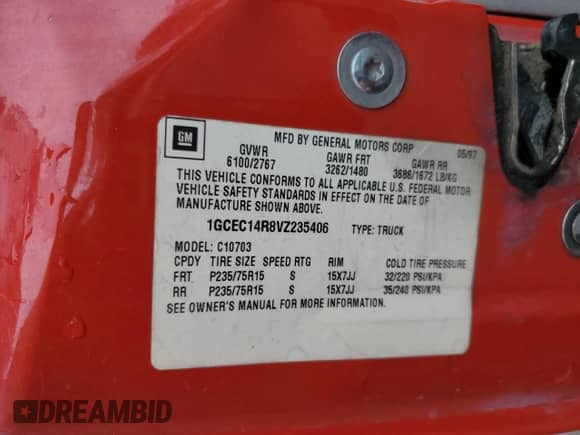 GM
MFD BY GENERAL MOTORS CORP 05/97
GVWR GAWR FRT GAWR RR
6100/2767 3262/1480 3686/1672 LB/KG
THIS VEHICLE CONFORMS TO ALL APPLICABLE U.S. FEDERAL MOTOR
VEHICLE SAFETY STANDARDS IN EFFECT ON THE DATE OF
MANUFACTURE SHOWN ABOVE.
1GCEC14R8VZ235406 TYPE: TRUCK
MODEL: C10703
CPDY TIRE SIZE SPEED RTG RIM COLD TIRE PRESSURE
FRT P235/75R15 S 15X7JJ 32/220 PSI/KPA
RR P235/75R15 S 15X7JJ 35/240 PSI/KPA
SEE OWNER'S MANUAL FOR MORE INFORMATION.
DREAMBID